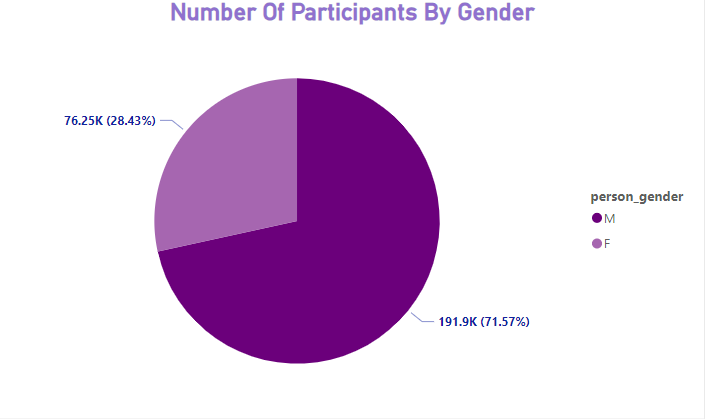 Number Of Participants By Gender
76.25K (28.43%)
person_gender
M
F
191.9K (71.57%)